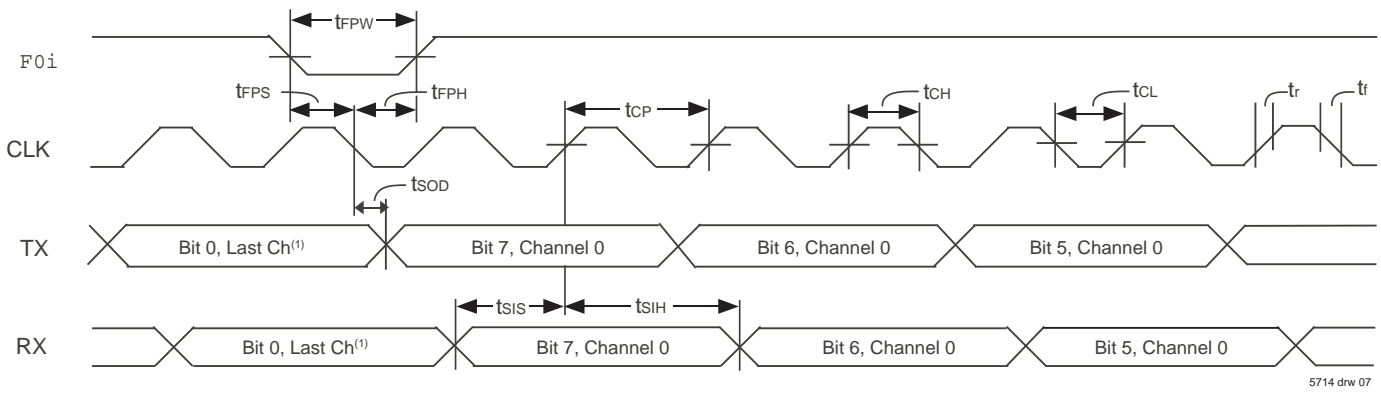 tFPW
F0i
tFPS
tFPH
tCP
tCH
tCL
tr
tf
CLK
tSOD
TX
Bit 0, Last Ch(1)
Bit 7, Channel 0
Bit 6, Channel 0
Bit 5, Channel 0
tSIS
tSIH
RX
Bit 0, Last Ch(1)
Bit 7, Channel 0
Bit 6, Channel 0
Bit 5, Channel 0
5714 drw 07